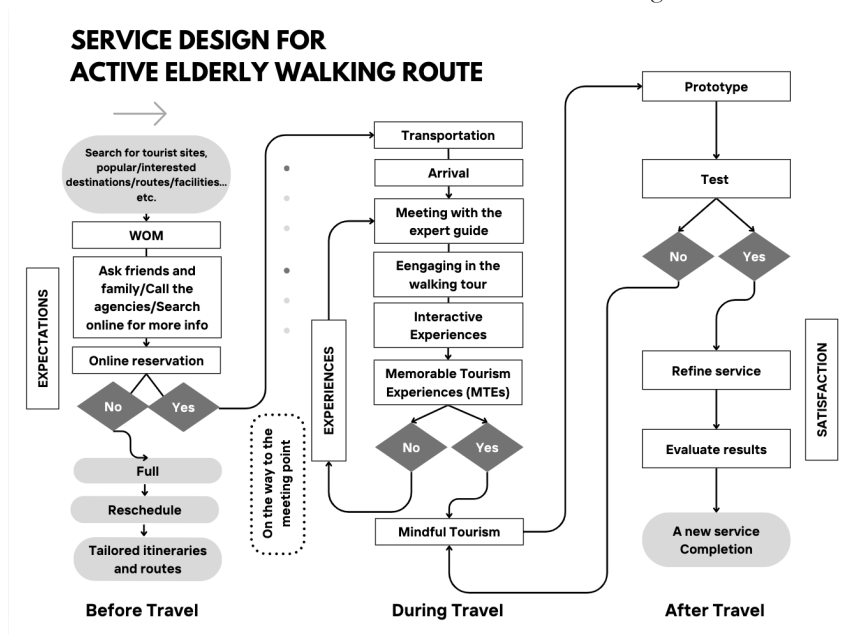 SERVICE DESIGN FOR
ACTIVE ELDERLY WALKING ROUTE
Search for tourist sites,
popular/interested
destinations/routes/facilities...
etc.
WOM
Ask friends and
family/Call the
agencies/Search
online for more info
Online reservation
No
Yes
Full
Reschedule
Tailored itineraries
and routes
EXPECTATIONS
Before Travel
On the way to the
meeting point
Transportation
Arrival
Meeting with the
expert guide
Eengaging in the
walking tour
Interactive
Experiences
Memorable Tourism
Experiences (MTEs)
No
Yes
Mindful Tourism
EXPERIENCES
During Travel
Prototype
Test
No
Yes
Refine service
Evaluate results
A new service
Completion
SATISFACTION
After Travel